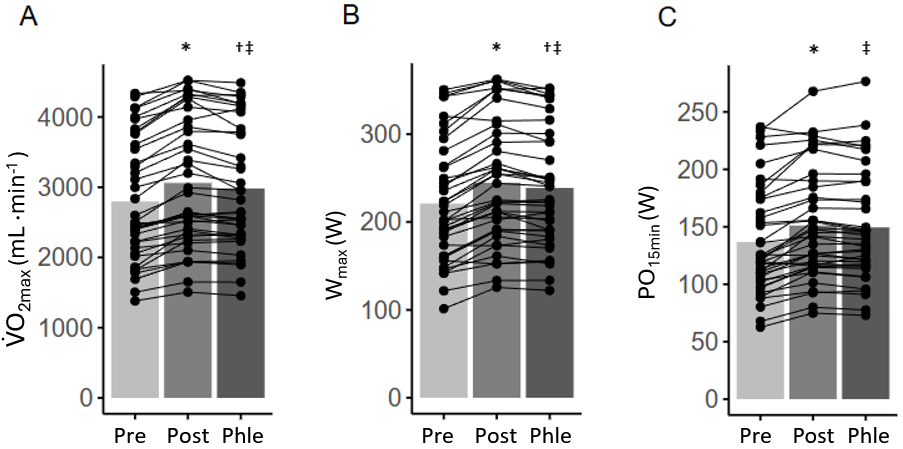 A
* †‡
V̇O2max (mL·min⁻¹)
4000
3000
2000
1000
0
Pre Post Phle
B
* †‡
Wmax (W)
300
200
100
0
Pre Post Phle
C
* ‡
PO15min (W)
250
200
150
100
50
0
Pre Post Phle